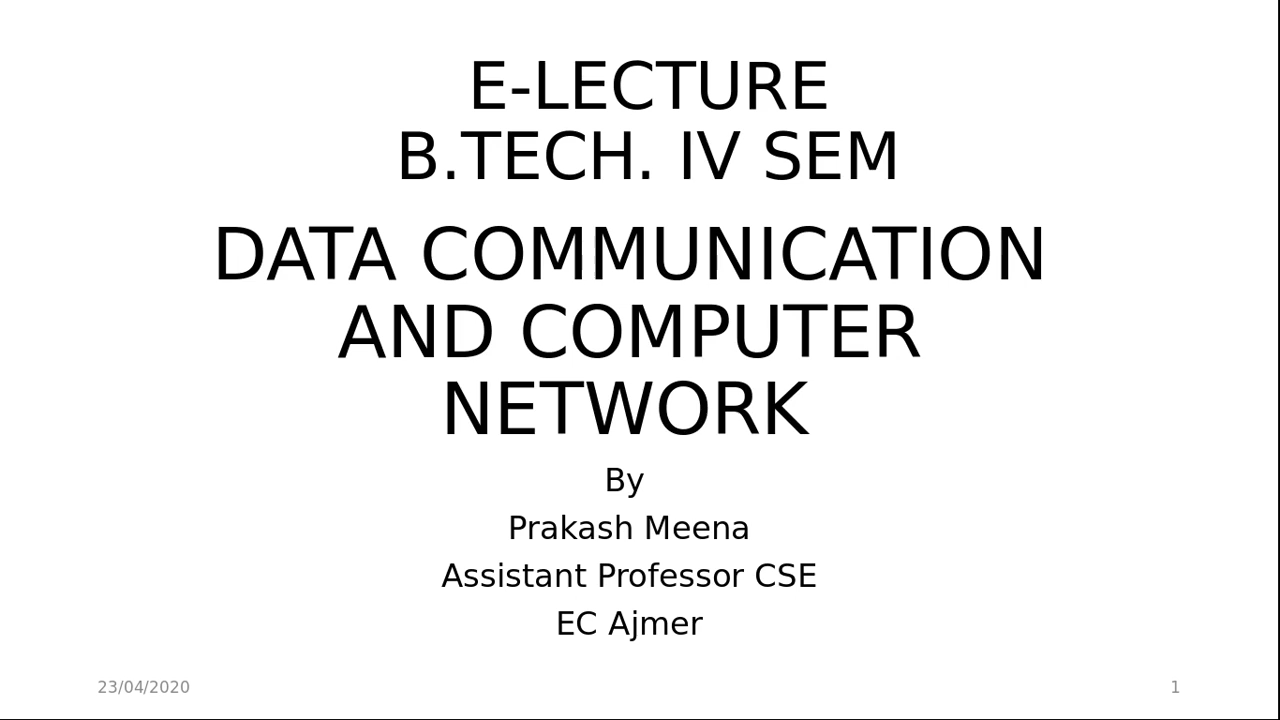 E-LECTURE
B.TECH. IV SEM
DATA COMMUNICATION
AND COMPUTER
NETWORK
By
Prakash Meena
Assistant Professor CSE
EC Ajmer
23/04/2020
1